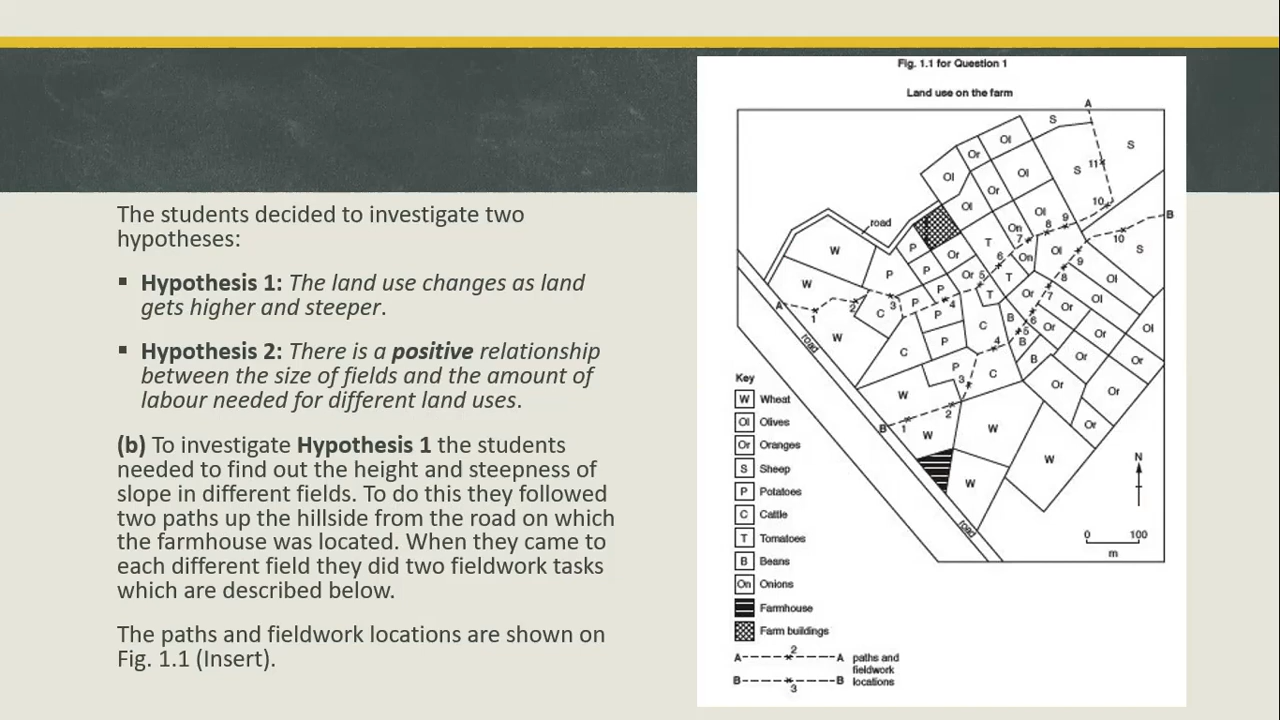 The students decided to investigate two
hypotheses:
Hypothesis 1: The land use changes as land
gets higher and steeper.
Hypothesis 2: There is a positive relationship
between the size of fields and the amount of
labour needed for different land uses.
(b) To investigate Hypothesis 1 the students
needed to find out the height and steepness of
slope in different fields. To do this they followed
two paths up the hillside from the road on which
the farmhouse was located. When they came to
each different field they did two fieldwork tasks
which are described below.
The paths and fieldwork locations are shown on
Fig. 1.1 (Insert).
Fig. 1.1 for Question 1
Land use on the farm
A
S
Ol
S
Or
11
S
Ol
Ol
Or
10
Ol
Ol
9
B
road
On
8
10
7
P
T
S
W
Or
On
Ol
9
6
P
P
Or
5
T
8
Ol
W
P
Or
7
T
Ol
A
1
2
3
P
4
Or
C
P
B
6
Or
W
C
5
Or
Or
Ol
road
P
4
B
C
B
Or
Or
P
C
Key
3
Or
Or
W
W Wheat
2
B
1
Ol Olives
W
W
Or
Or Oranges
W
N
S Sheep
W
P Potatoes
C Cattle
road
0 100
T Tomatoes
m
B Beans
On Onions
Farmhouse
Farm buildings
2
A A paths and
fieldwork
B B locations
3